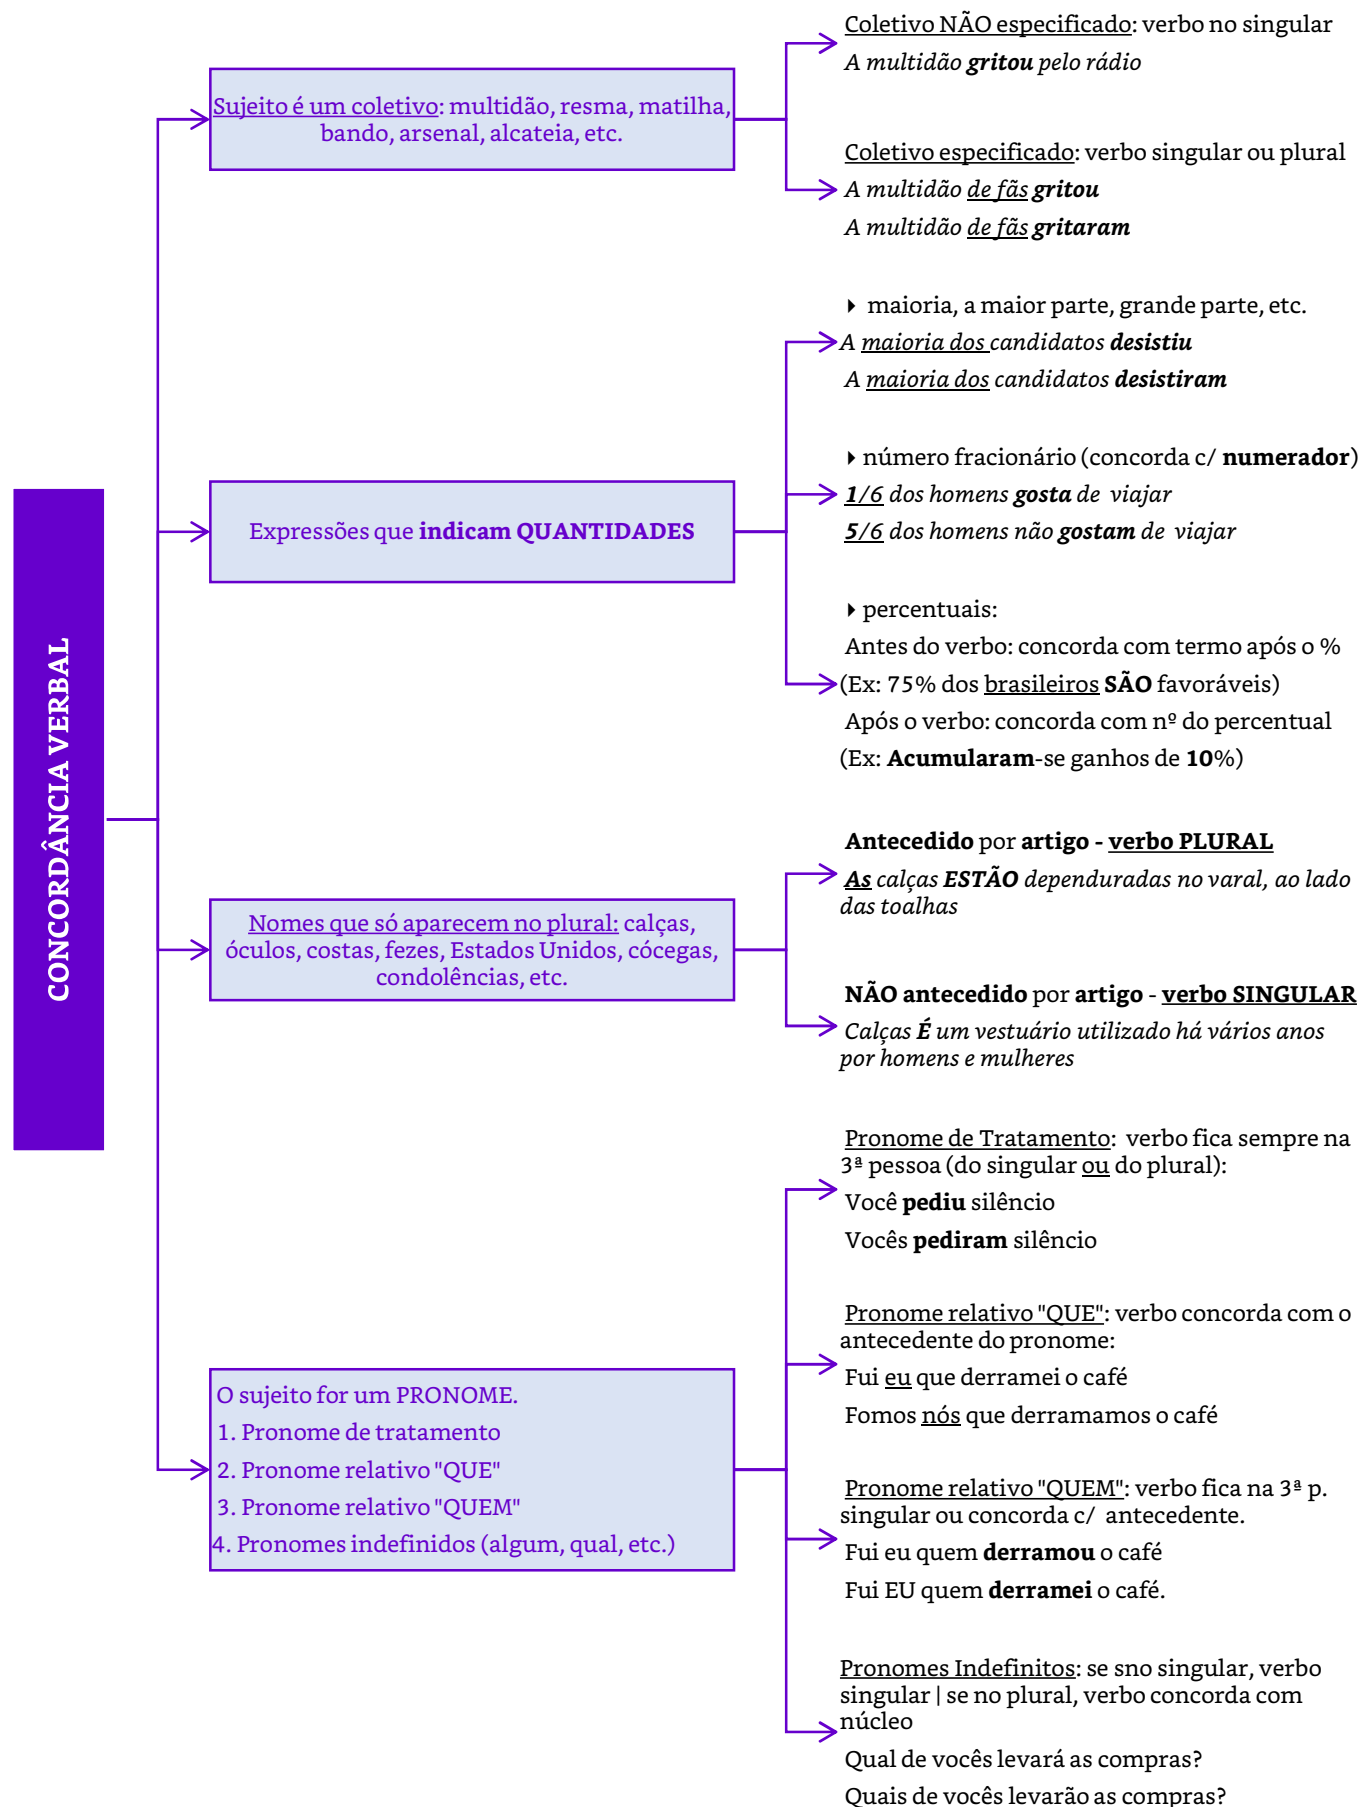 CONCORDÂNCIA VERBAL
Sujeito é um coletivo: multidão, resma, matilha,
bando, arsenal, alcateia, etc.
Coletivo NÃO especificado: verbo no singular
A multidão gritou pelo rádio
Coletivo especificado: verbo singular ou plural
A multidão de fãs gritou
A multidão de fãs gritaram
Expressões que indicam QUANTIDADES
‣ maioria, a maior parte, grande parte, etc.
A maioria dos candidatos desistiu
A maioria dos candidatos desistiram
‣ número fracionário (concorda c/ numerador)
1/6 dos homens gosta de viajar
5/6 dos homens não gostam de viajar
‣ percentuais:
Antes do verbo: concorda com termo após o %
(Ex: 75% dos brasileiros SÃO favoráveis)
Após o verbo: concorda com nº do percentual
(Ex: Acumularam-se ganhos de 10%)
Nomes que só aparecem no plural: calças,
óculos, costas, fezes, Estados Unidos, cócegas,
condolências, etc.
Antecedido por artigo - verbo PLURAL
As calças ESTÃO dependuradas no varal, ao lado
das toalhas
NÃO antecedido por artigo - verbo SINGULAR
Calças É um vestuário utilizado há vários anos
por homens e mulheres
O sujeito for um PRONOME.
1. Pronome de tratamento
2. Pronome relativo "QUE"
3. Pronome relativo "QUEM"
4. Pronomes indefinidos (algum, qual, etc.)
Pronome de Tratamento: verbo fica sempre na
3ª pessoa (do singular ou do plural):
Você pediu silêncio
Vocês pediram silêncio
Pronome relativo "QUE": verbo concorda com o
antecedente do pronome:
Fui eu que derramei o café
Fomos nós que derramamos o café
Pronome relativo "QUEM": verbo fica na 3ª p.
singular ou concorda c/ antecedente.
Fui eu quem derramou o café
Fui EU quem derramei o café.
Pronomes Indefinitos: se sno singular, verbo
singular | se no plural, verbo concorda com
núcleo
Qual de vocês levará as compras?
Quais de vocês levarão as compras?